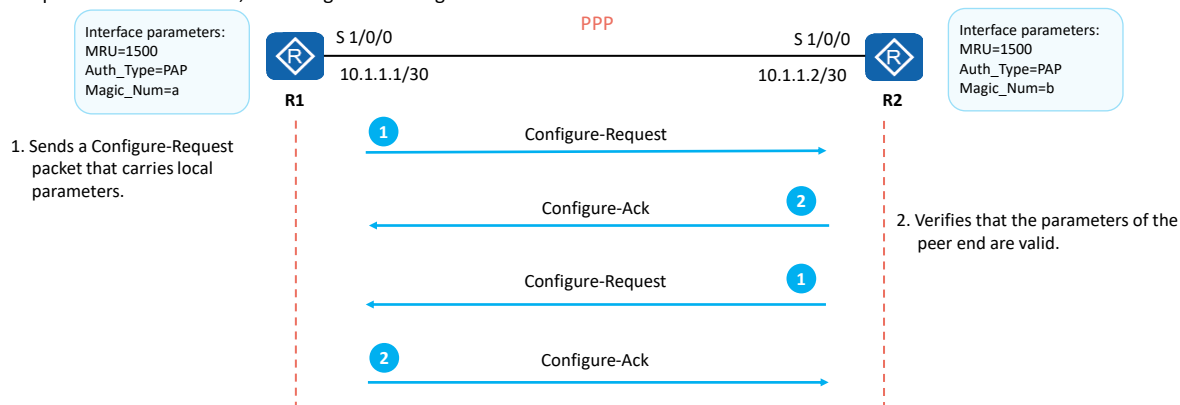 PPP
Interface parameters:
MRU=1500
Auth_Type=PAP
Magic_Num=a
R
S 1/0/0
10.1.1.1/30
R1
S 1/0/0
10.1.1.2/30
R
R2
Interface parameters:
MRU=1500
Auth_Type=PAP
Magic_Num=b
1. Sends a Configure-Request
packet that carries local
parameters.
1
Configure-Request
Configure-Ack
2
2. Verifies that the parameters of the
peer end are valid.
Configure-Request
1
2
Configure-Ack